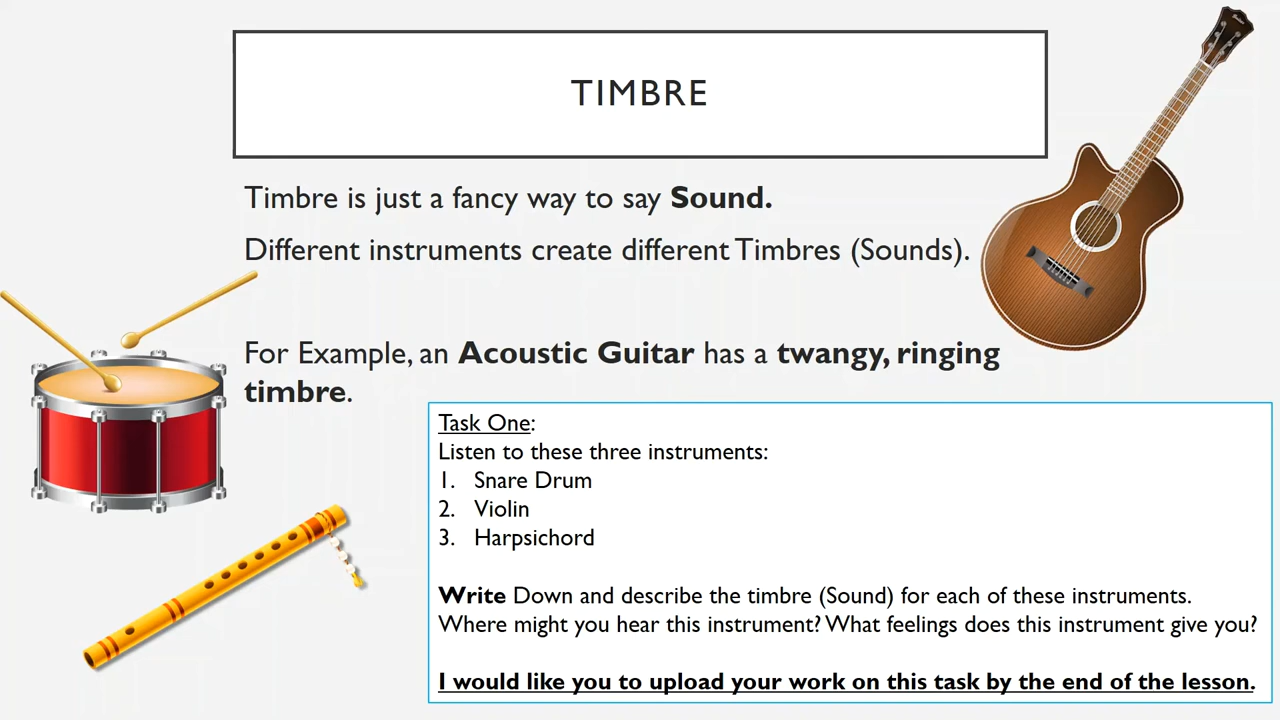 TIMBRE
Timbre is just a fancy way to say Sound.
Different instruments create different Timbres (Sounds).
For Example, an Acoustic Guitar has a twangy, ringing
timbre.
Task One:
Listen to these three instruments:
1. Snare Drum
2. Violin
3. Harpsichord
Write Down and describe the timbre (Sound) for each of these instruments.
Where might you hear this instrument? What feelings does this instrument give you?
I would like you to upload your work on this task by the end of the lesson.